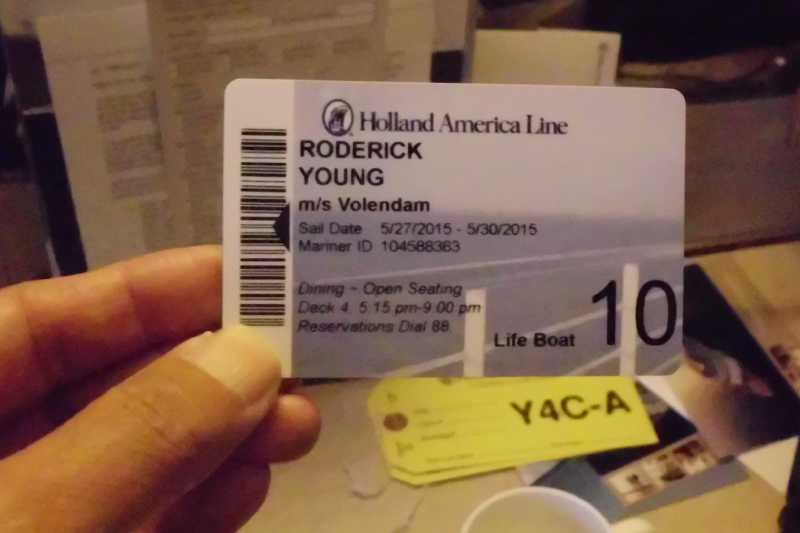 Holland America Line
RODERICK
YOUNG
m/s Volendam
Sail Date 5/27/2015 - 5/30/2015
Mariner ID 104588363
Dining ~ Open Seating
Deck 4, 5:15 pm-9:00 pm
Reservations Dial 88
Life Boat 10
Y4C-A